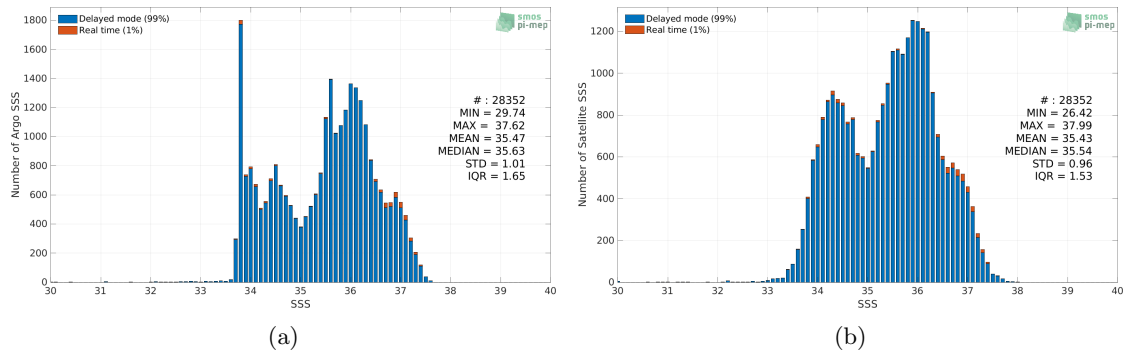 Delayed mode (99%)
Real time (1%)
smos
pi-mep
Number of Argo SSS
1800
1600
1400
1200
1000
800
600
400
200
0
# : 28352
MIN = 29.74
MAX = 37.62
MEAN = 35.47
MEDIAN = 35.63
STD = 1.01
IQR = 1.65
30 31 32 33 34 35 36 37 38 39 40
SSS
(a)
Delayed mode (99%)
Real time (1%)
smos
pi-mep
Number of Satellite SSS
1200
1000
800
600
400
200
0
# : 28352
MIN = 26.42
MAX = 37.99
MEAN = 35.43
MEDIAN = 35.54
STD = 0.96
IQR = 1.53
30 31 32 33 34 35 36 37 38 39 40
SSS
(b)